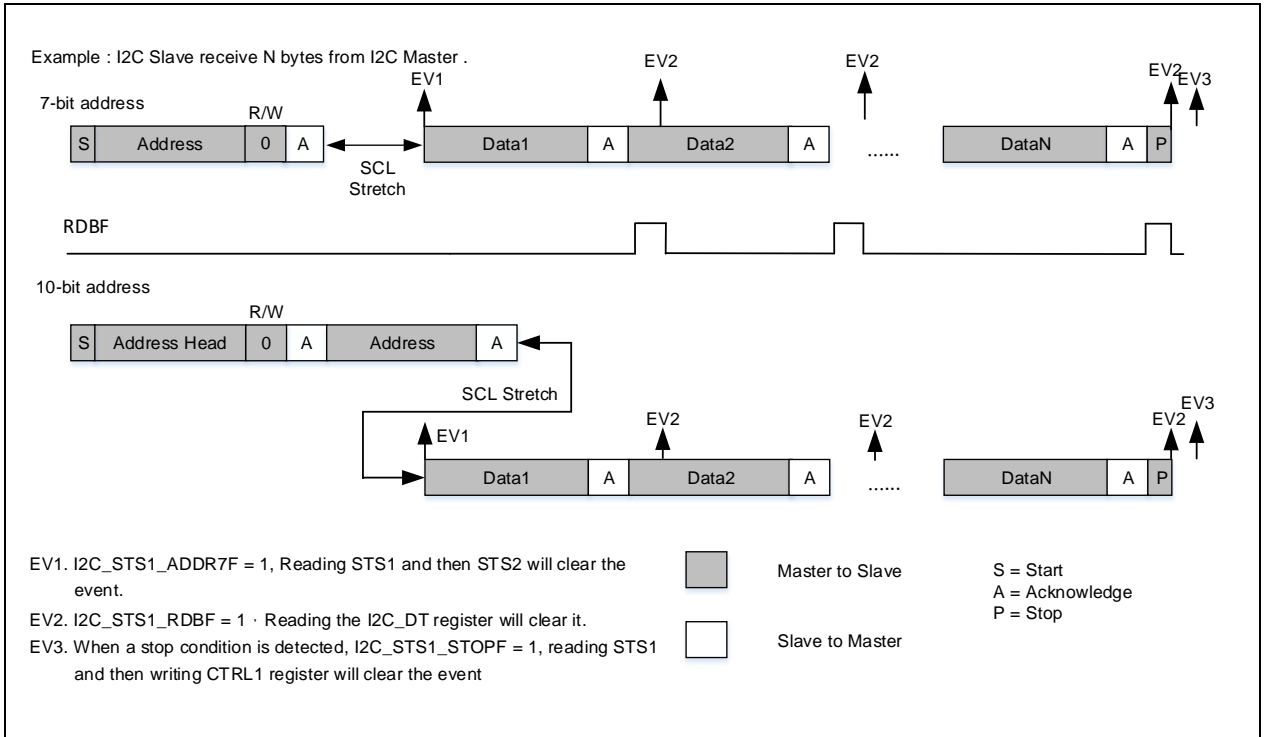 Example : I2C Slave receive N bytes from I2C Master .
EV1
EV2
EV2
EV2
EV3
7-bit address
R/W
S Address 0 A
SCL
Stretch
Data1 A Data2 A ...... DataN A P
RDBF
10-bit address
R/W
S Address Head 0 A Address A
SCL Stretch
EV1
EV2
EV2
EV2
EV3
Data1 A Data2 A ...... DataN A P
EV1. I2C_STS1_ADDR7F = 1, Reading STS1 and then STS2 will clear the
event.
EV2. I2C_STS1_RDBF = 1 · Reading the I2C_DT register will clear it.
EV3. When a stop condition is detected, I2C_STS1_STOPF = 1, reading STS1
and then writing CTRL1 register will clear the event
Master to Slave
Slave to Master
S = Start
A = Acknowledge
P = Stop